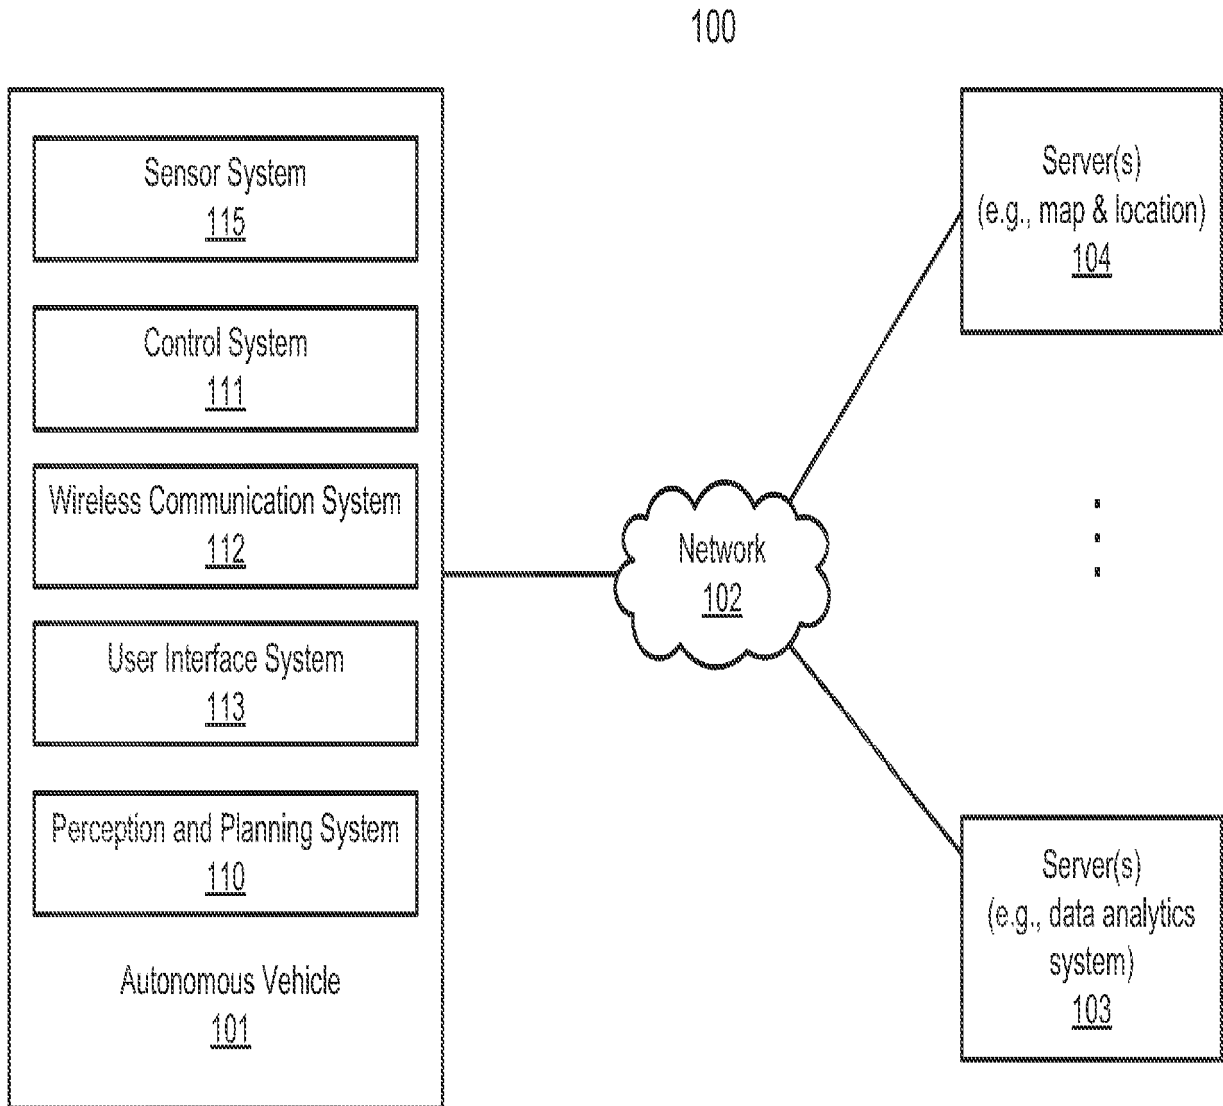 100
Sensor System
115
Control System
111
Wireless Communication System
112
User Interface System
113
Perception and Planning System
110
Autonomous Vehicle
101
Network
102
Server(s)
(e.g., map & location)
104
Server(s)
(e.g., data analytics
system)
103